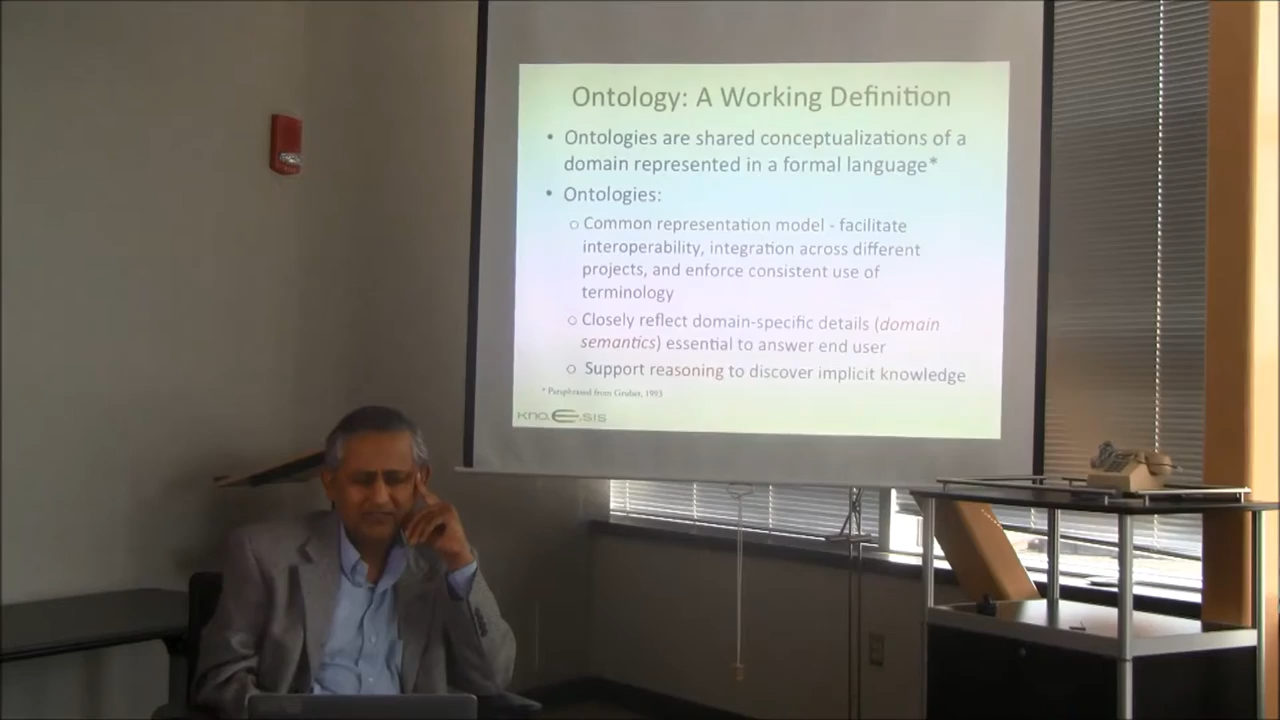 Ontology: A Working Definition
• Ontologies are shared conceptualizations of a
domain represented in a formal language*
• Ontologies:
○ Common representation model - facilitate
interoperability, integration across different
projects, and enforce consistent use of
terminology
○ Closely reflect domain-specific details (domain
semantics) essential to answer end user
○ Support reasoning to discover implicit knowledge
* Paraphrased from Gruber, 1993
kno.e.sis